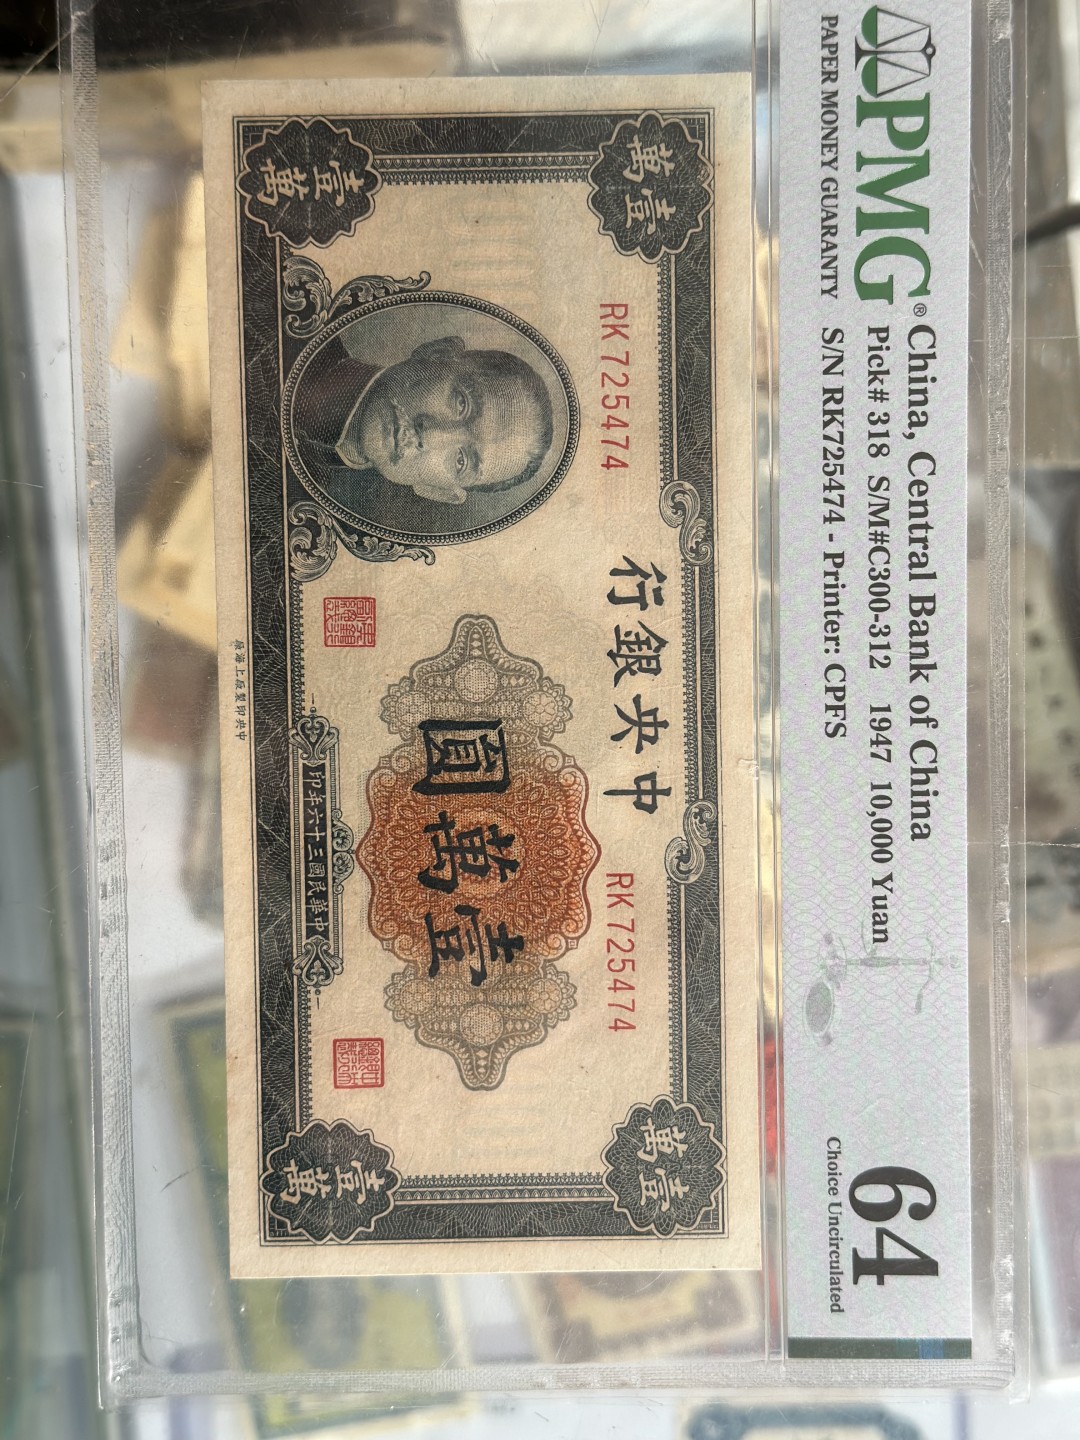 PMG®
PAPER MONEY GUARANTY
China, Central Bank of China
Pick# 318 S/M#C300-312 1947 10,000 Yuan
S/N RK725474 - Printer: CPFS
64
Choice Uncirculated
壹萬
中央銀行
壹萬
RK725474
RK725474
壹萬圓
壹萬
中華民國三十六年印
壹萬
中央印製廠上海廠